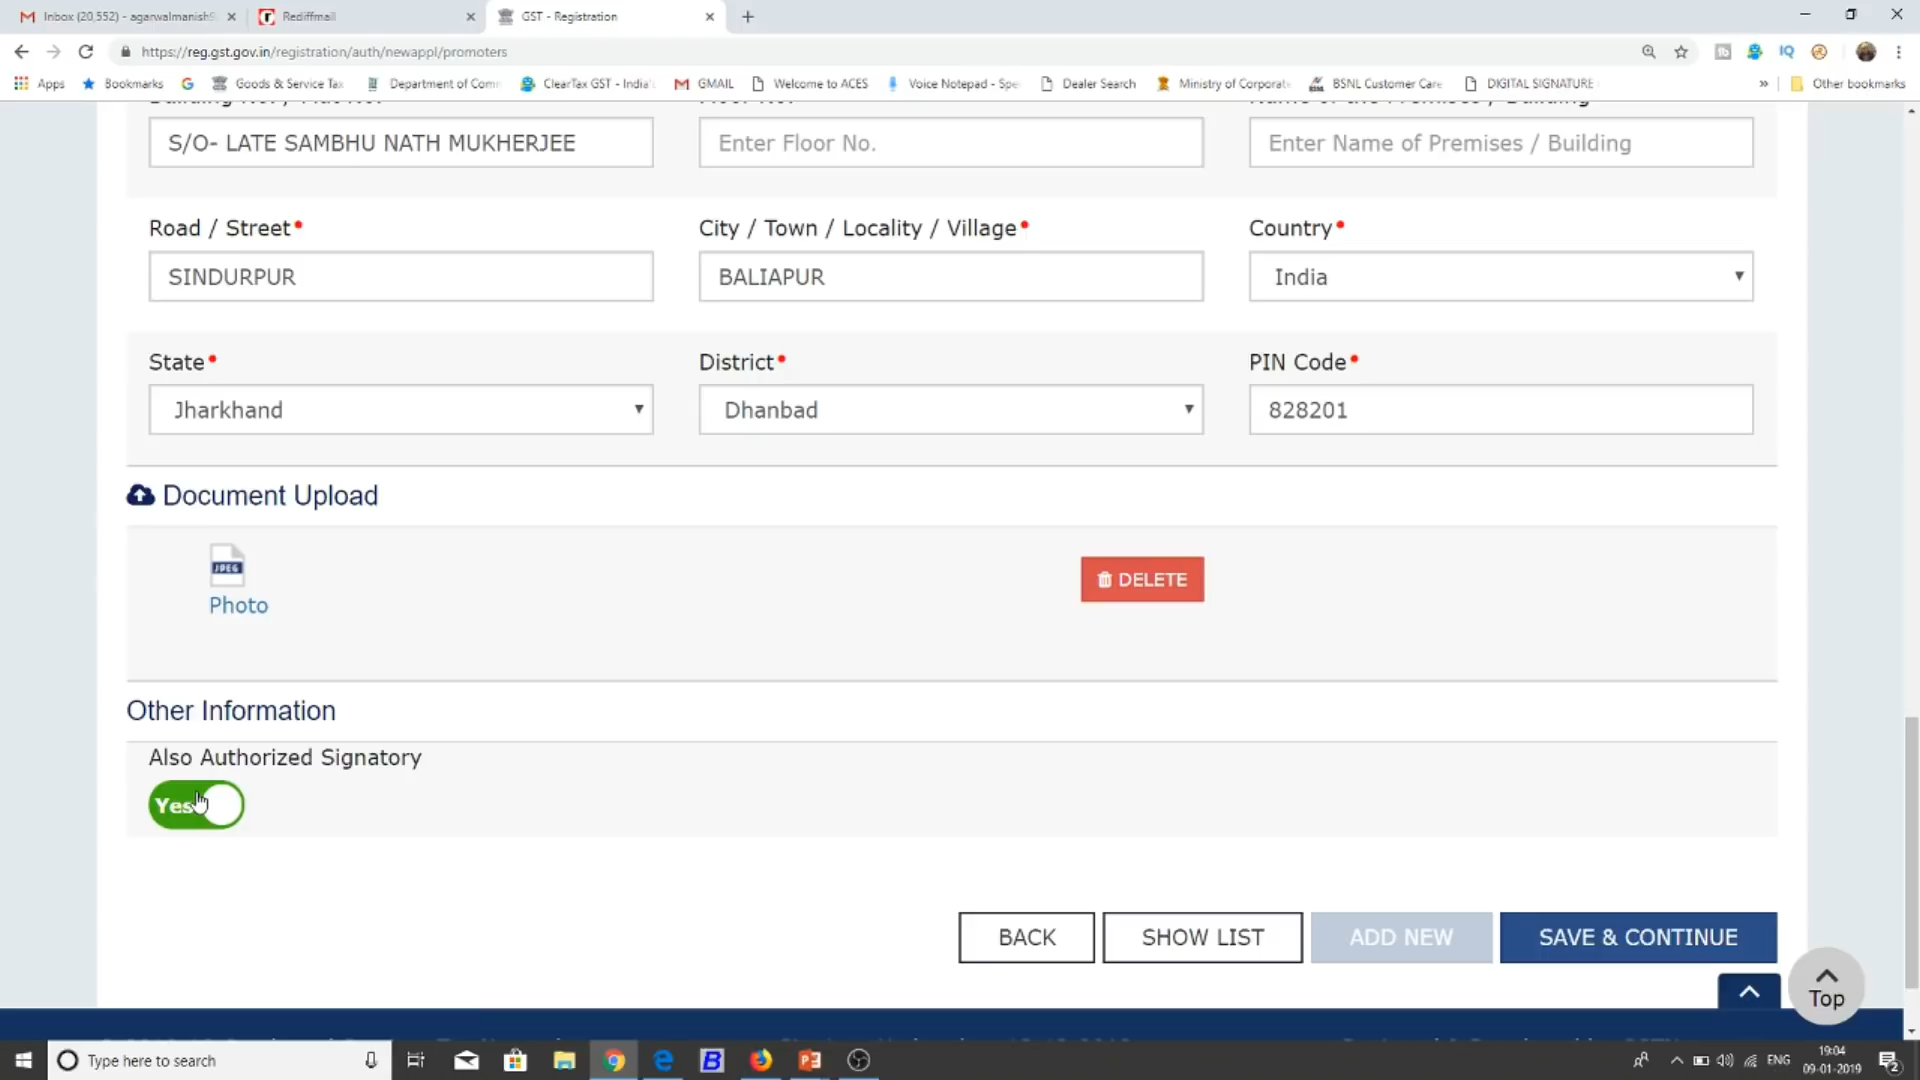 Inbox (20,552) - agarwalmanish
Rediffmail
GST - Registration
https://reg.gst.gov.in/registration/auth/newappl/promoters
Apps
Bookmarks
Goods & Service Tax
Department of Com
ClearTax GST - India'
GMAIL
Welcome to ACES
Voice Notepad - Spe
Dealer Search
Ministry of Corporat
BSNL Customer Care
DIGITAL SIGNATURE
»
Other bookmarks
S/O- LATE SAMBHU NATH MUKHERJEE
Enter Floor No.
Enter Name of Premises / Building
Road / Street•
City / Town / Locality / Village•
Country•
SINDURPUR
BALIAPUR
India
State•
District•
PIN Code•
Jharkhand
Dhanbad
828201
Document Upload
JPEG
Photo
DELETE
Other Information
Also Authorized Signatory
Yes
BACK
SHOW LIST
ADD NEW
SAVE & CONTINUE
Top
Type here to search
ENG
19:04
09-01-2019
2